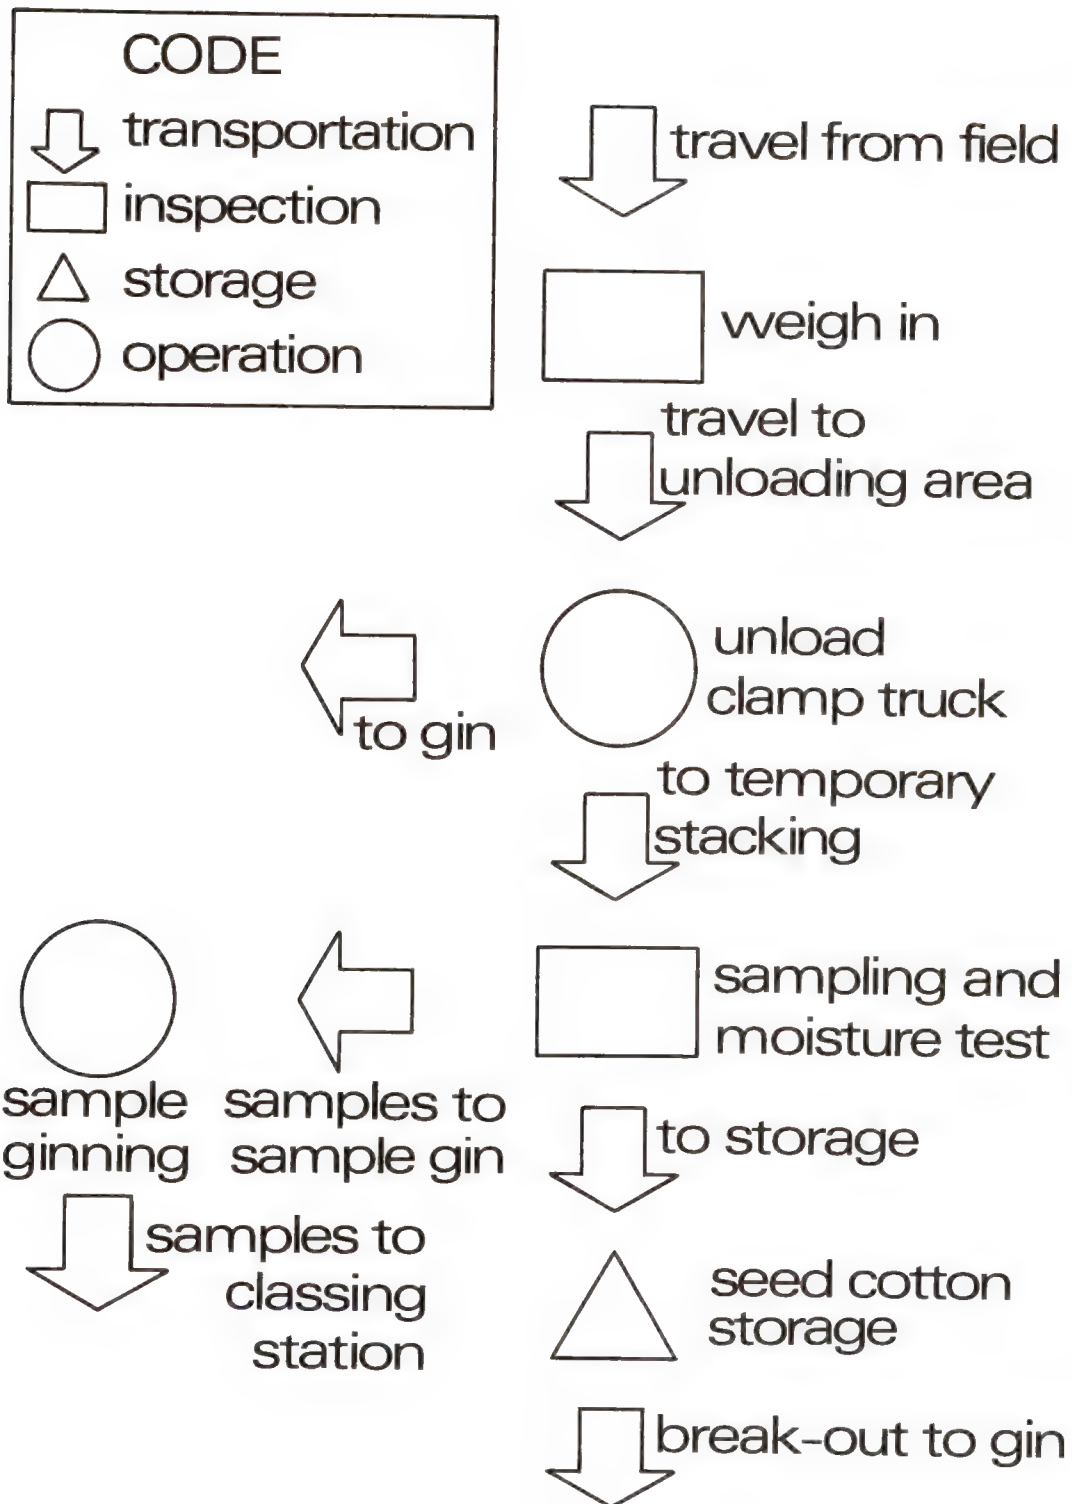 CODE
transportation
inspection
storage
operation
travel from field
weigh in
travel to
unloading area
unload
clamp truck
to gin
to temporary
stacking
sampling and
moisture test
samples to
sample gin
sample
ginning
samples to
classing
station
to storage
seed cotton
storage
break-out to gin